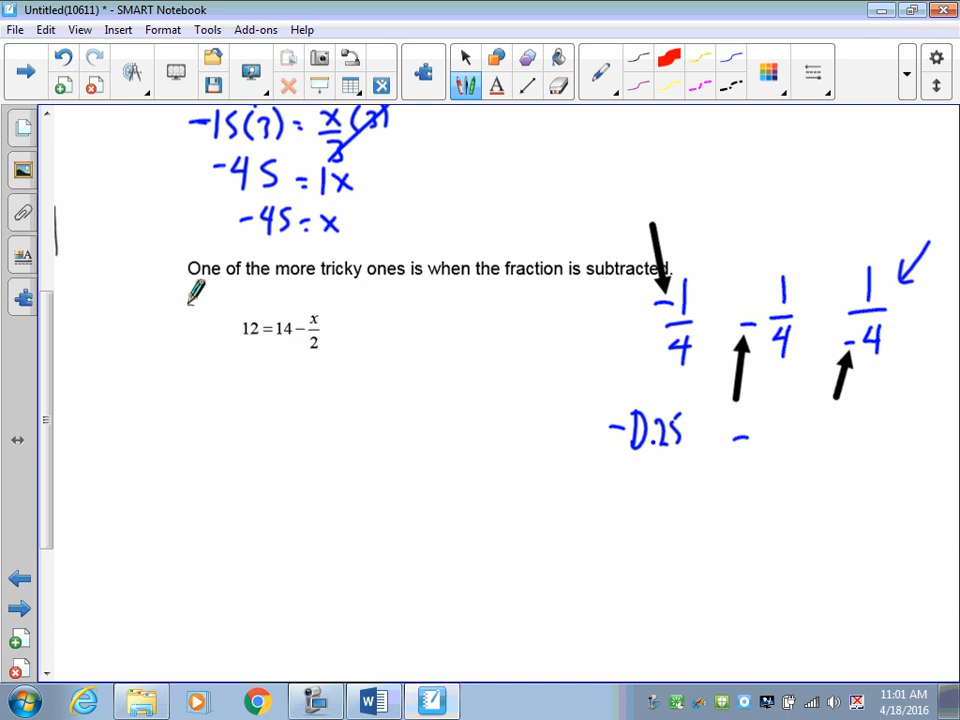 Untitled(10611) * - SMART Notebook
File Edit View Insert Format Tools Add-ons Help
-15(3) = x/3 (3)
-45 = 1x
-45 = x
One of the more tricky ones is when the fraction is subtracted.
12 = 14 - x/2
-1/4 - 1/4 1/-4
-0.25 -
11:01 AM
4/18/2016